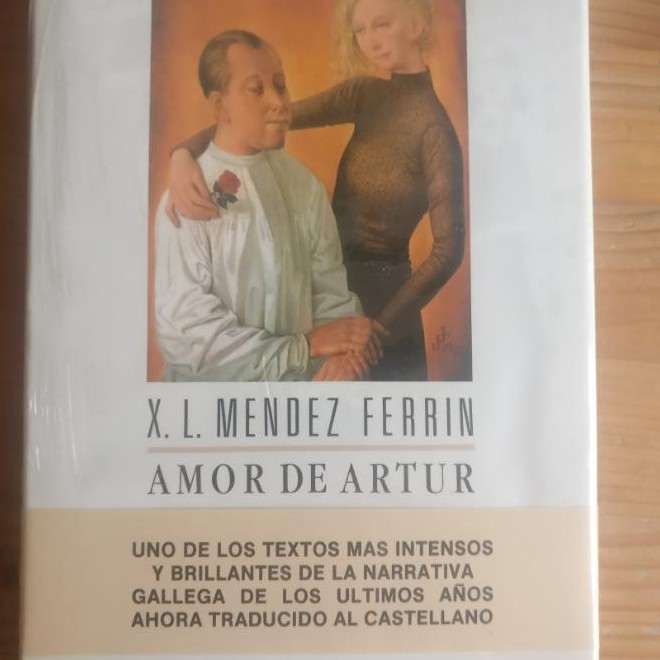 X. L. MENDEZ FERRIN
AMOR DE ARTUR
UNO DE LOS TEXTOS MAS INTENSOS
Y BRILLANTES DE LA NARRATIVA
GALLEGA DE LOS ULTIMOS AÑOS
AHORA TRADUCIDO AL CASTELLANO